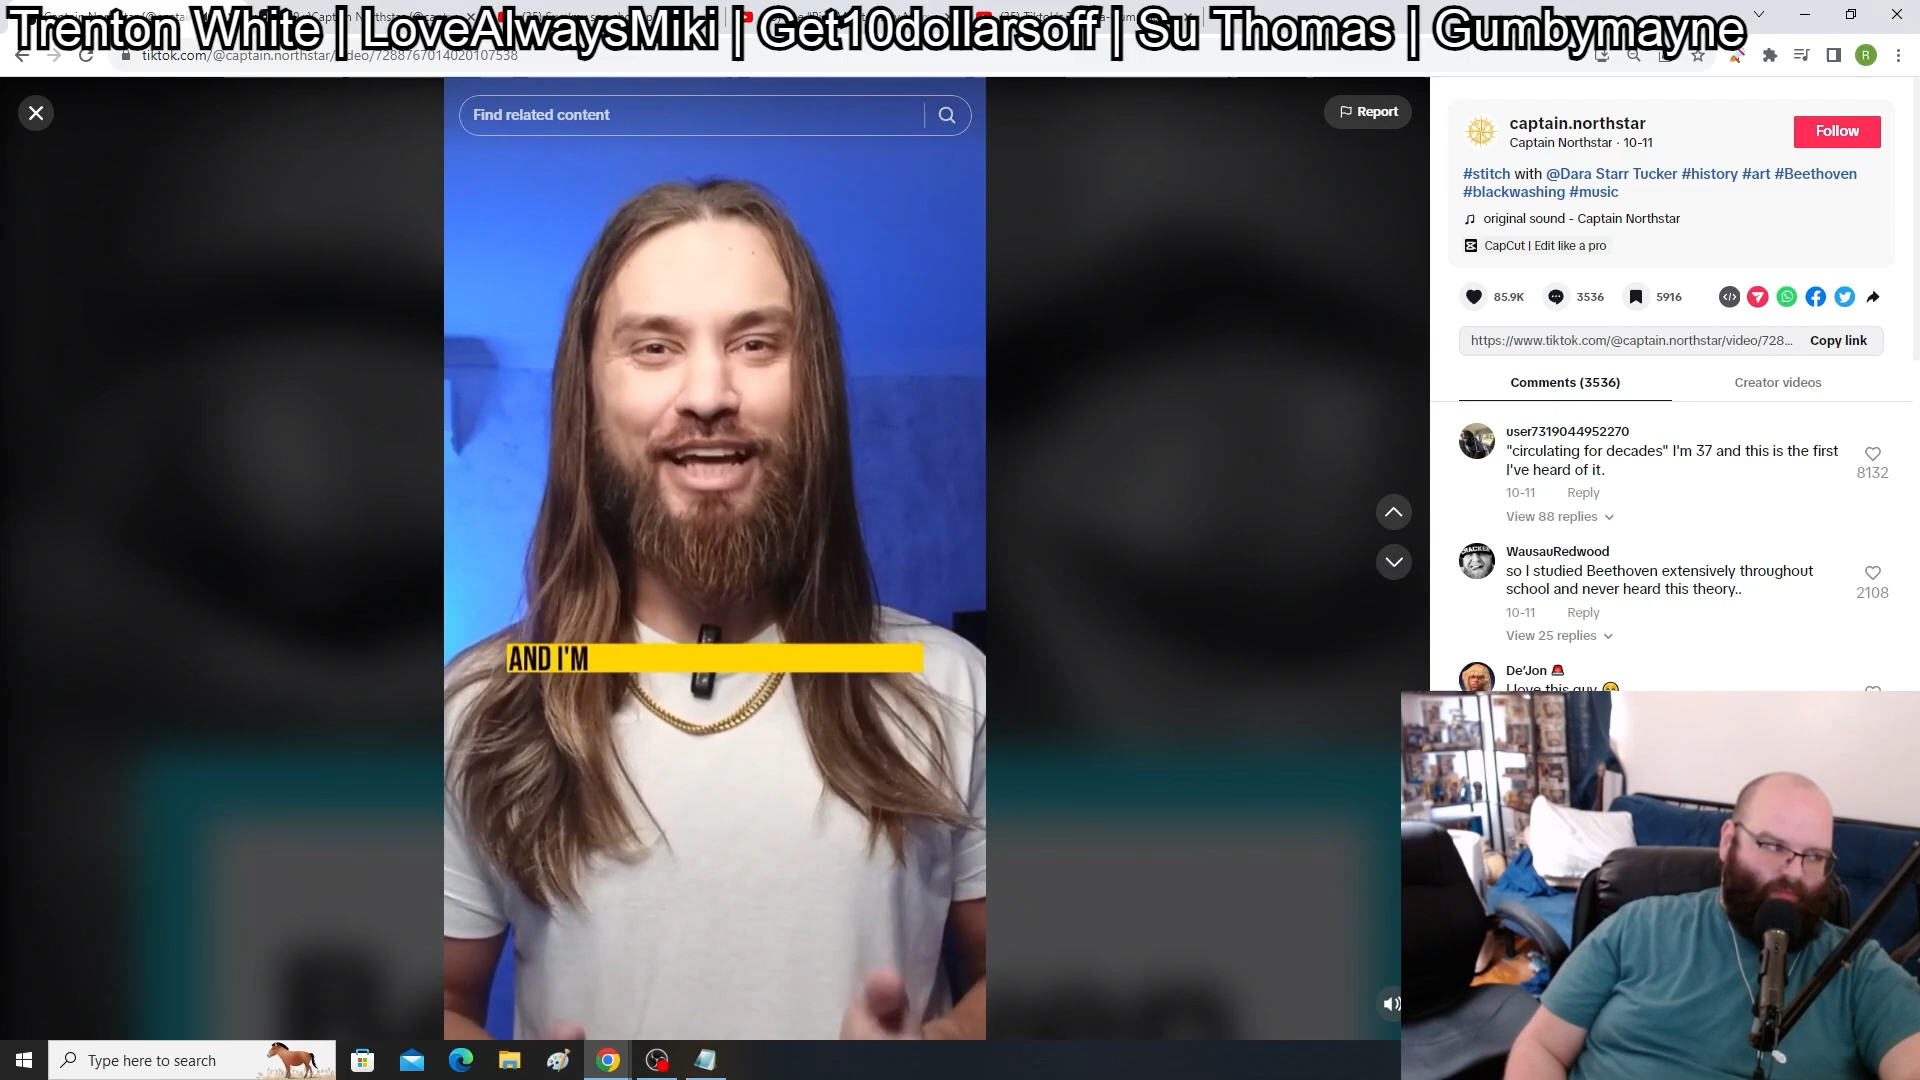 Trenton White | LoveAlwaysMiki | Get10dollarsoff | Su Thomas | Gumbymayne
tiktok.com/@captain.northstar/video/7288767014020107538
Find related content
Report
AND I'M
captain.northstar
Captain Northstar · 10-11
Follow
#stitch with @Dara Starr Tucker #history #art #Beethoven
#blackwashing #music
original sound - Captain Northstar
CapCut | Edit like a pro
85.9K
3536
5916
https://www.tiktok.com/@captain.northstar/video/728...
Copy link
Comments (3536)
Creator videos
user7319044952270
"circulating for decades" I'm 37 and this is the first
I've heard of it.
8132
10-11 Reply
View 88 replies
WausauRedwood
so I studied Beethoven extensively throughout
school and never heard this theory..
2108
10-11 Reply
View 25 replies
De'Jon 🚨
I love this guy
Type here to search
R